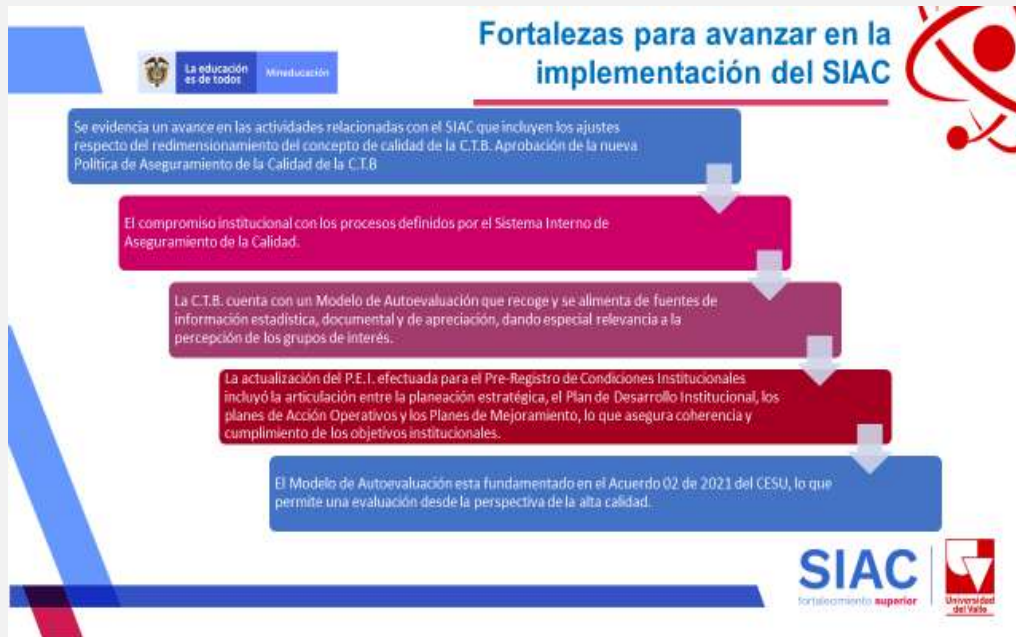 Fortalezas para avanzar en la
implementación del SIAC
La educación
es de todos
Mineducación
Se evidencia un avance en las actividades relacionadas con el SIAC que incluyen los ajustes
respecto del redimensionamiento del concepto de calidad de la C.T.B. Aprobación de la nueva
Política de Aseguramiento de la Calidad de la C.T.B
El compromiso institucional con los procesos definidos por el Sistema Interno de
Aseguramiento de la Calidad.
La C.T.B. cuenta con un Modelo de Autoevaluación que recoge y se alimenta de fuentes de
información estadística, documental y de apreciación, dando especial relevancia a la
percepción de los grupos de interés.
La actualización del P.E.I. efectuada para el Pre-Registro de Condiciones Institucionales
incluyó la articulación entre la planeación estratégica, el Plan de Desarrollo Institucional, los
planes de Acción Operativos y los Planes de Mejoramiento, lo que asegura coherencia y
cumplimiento de los objetivos institucionales.
El Modelo de Autoevaluación esta fundamentado en el Acuerdo 02 de 2021 del CESU, lo que
permite una evaluación desde la perspectiva de la alta calidad.
SIAC
fortalecimiento superior
Universidad
del Valle